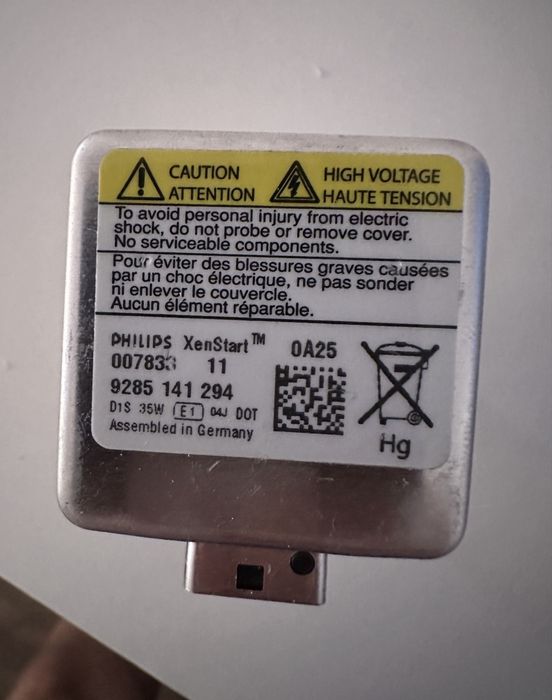 CAUTION
ATTENTION
HIGH VOLTAGE
HAUTE TENSION
To avoid personal injury from electric
shock, do not probe or remove cover.
No serviceable components.
Pour éviter des blessures graves causées
par un choc électrique, ne pas sonder
ni enlever le couvercle.
Aucun élément réparable.
PHILIPS XenStart™ 0A25
11
9285 141 294
D1S 35W E1 04J DOT
Assembled in Germany
Hg